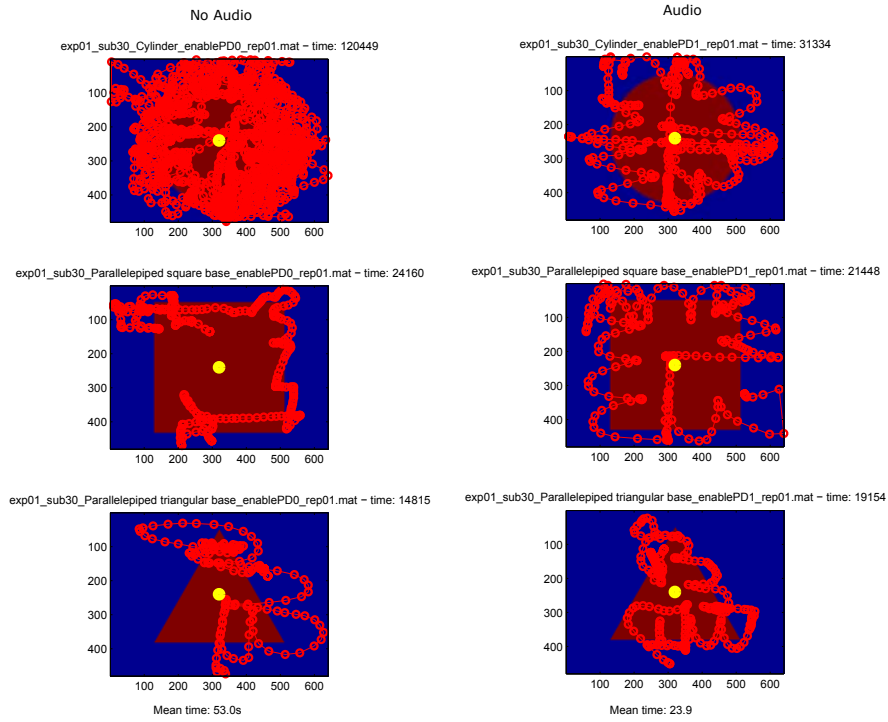 No Audio
Audio
exp01_sub30_Cylinder_enablePD0_rep01.mat − time: 120449
exp01_sub30_Cylinder_enablePD1_rep01.mat − time: 31334
100
200
300
400
100 200 300 400 500 600
100
200
300
400
100 200 300 400 500 600
exp01_sub30_Parallelepiped square base_enablePD0_rep01.mat − time: 24160
exp01_sub30_Parallelepiped square base_enablePD1_rep01.mat − time: 21448
100
200
300
400
100 200 300 400 500 600
100
200
300
400
100 200 300 400 500 600
exp01_sub30_Parallelepiped triangular base_enablePD0_rep01.mat − time: 14815
exp01_sub30_Parallelepiped triangular base_enablePD1_rep01.mat − time: 19154
100
200
300
400
100 200 300 400 500 600
100
200
300
400
100 200 300 400 500 600
Mean time: 53.0s
Mean time: 23.9